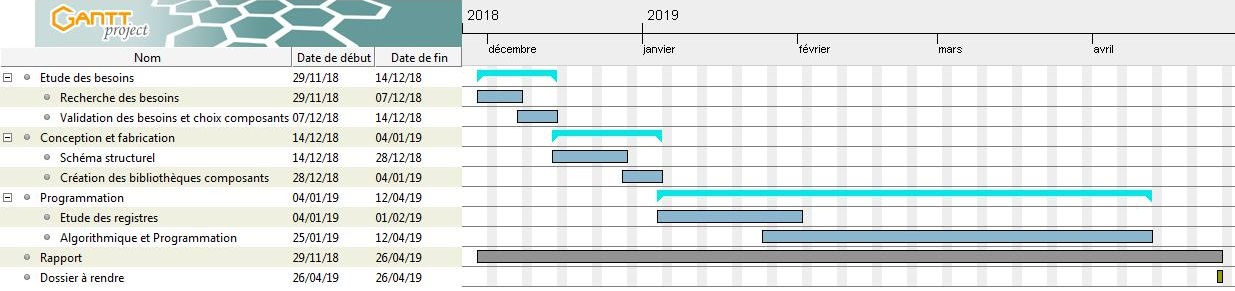 GANTT
project
2018 2019
décembre janvier février mars avril
Nom Date de début Date de fin
Etude des besoins 29/11/18 14/12/18
Recherche des besoins 29/11/18 07/12/18
Validation des besoins et choix composants 07/12/18 14/12/18
Conception et fabrication 14/12/18 04/01/19
Schéma structurel 14/12/18 28/12/18
Création des bibliothèques composants 28/12/18 04/01/19
Programmation 04/01/19 12/04/19
Etude des registres 04/01/19 01/02/19
Algorithmique et Programmation 25/01/19 12/04/19
Rapport 29/11/18 26/04/19
Dossier à rendre 26/04/19 26/04/19